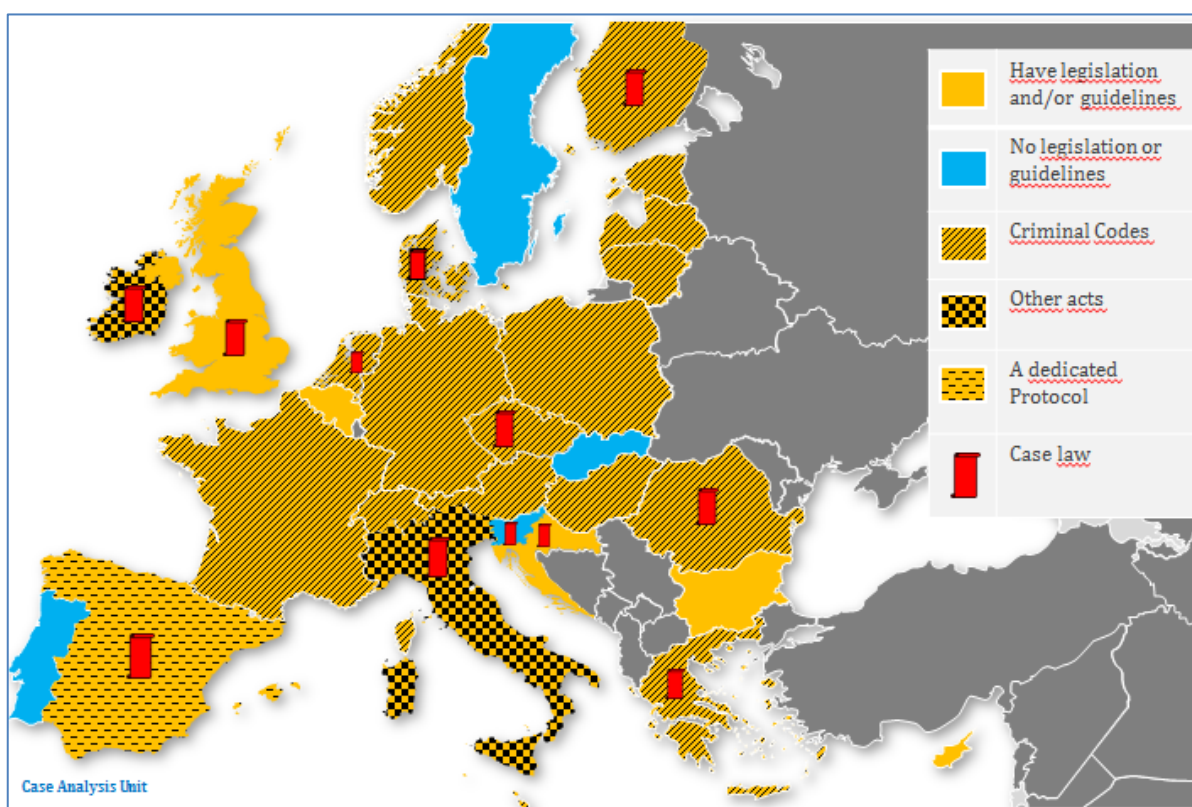 Have legislation
and/or guidelines
No legislation or
guidelines
Criminal Codes
Other acts
A dedicated
Protocol
Case law
Case Analysis Unit